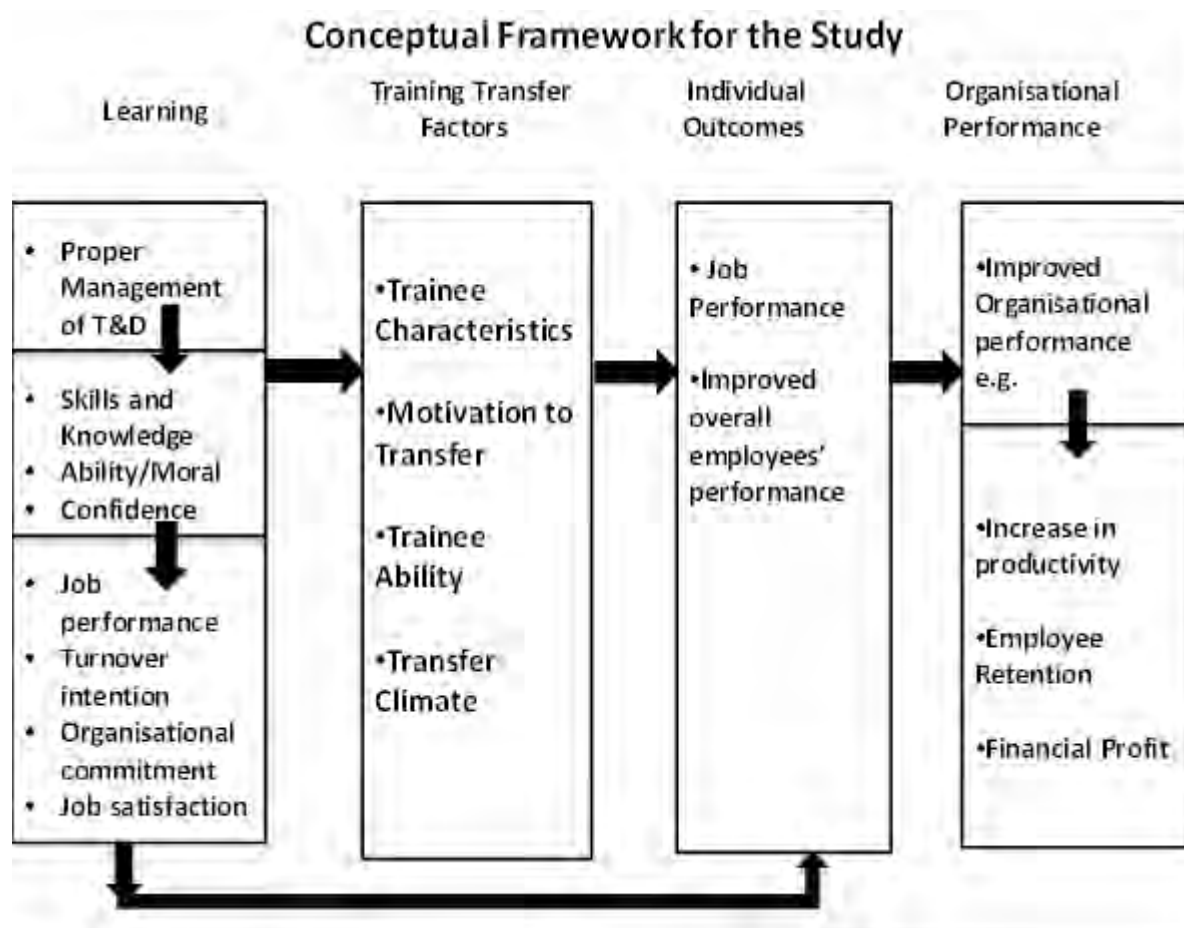 Conceptual Framework for the Study
Learning
Training Transfer
Factors
Individual
Outcomes
Organisational
Performance
• Proper
Management
of T&D
• Skills and
Knowledge
• Ability/Moral
• Confidence
• Job
performance
• Turnover
intention
• Organisational
commitment
• Job satisfaction
•Trainee
Characteristics
•Motivation to
Transfer
•Trainee
Ability
•Transfer
Climate
• Job
Performance
•Improved
overall
employees'
performance
•Improved
Organisational
performance
e.g.
•Increase in
productivity
•Employee
Retention
•Financial Profit